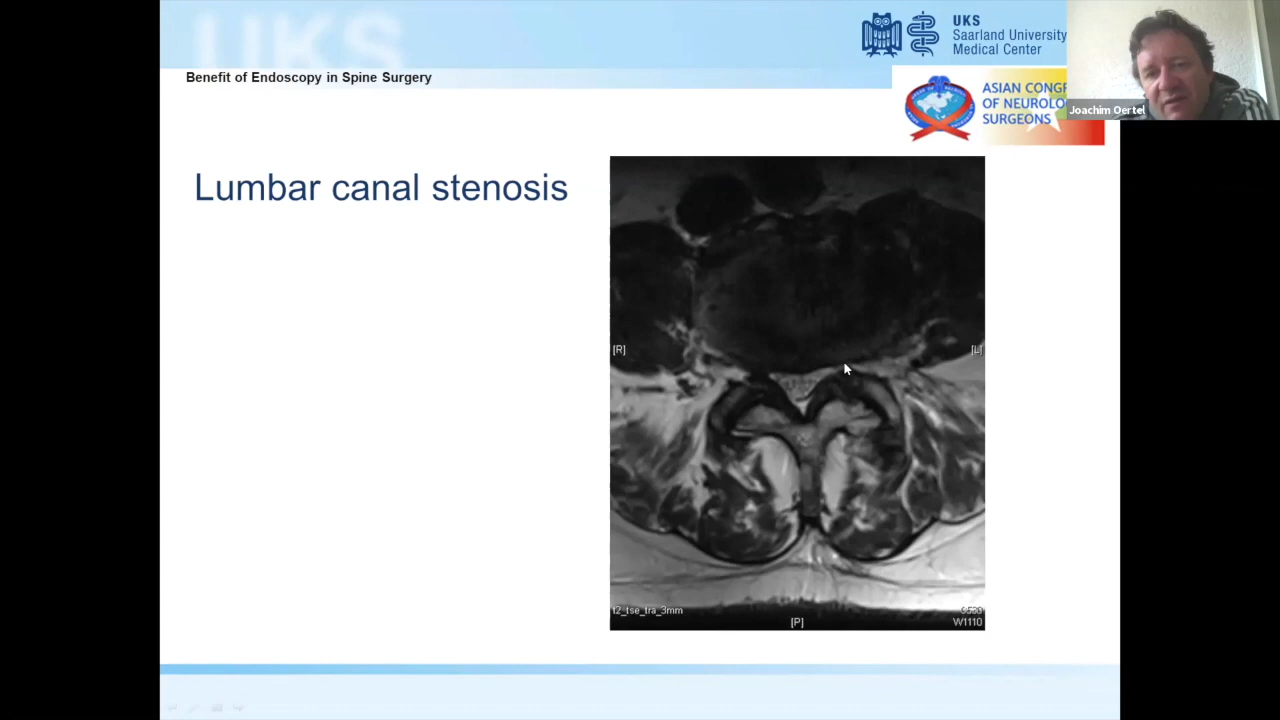 UKS
UKS
Saarland University
Medical Center
Benefit of Endoscopy in Spine Surgery
ASIAN CONG
OF NEUROLO
SURGEONS
Joachim Oertel
Lumbar canal stenosis
[R]
[L]
t2_tse_tra_3mm
[P]
W1110